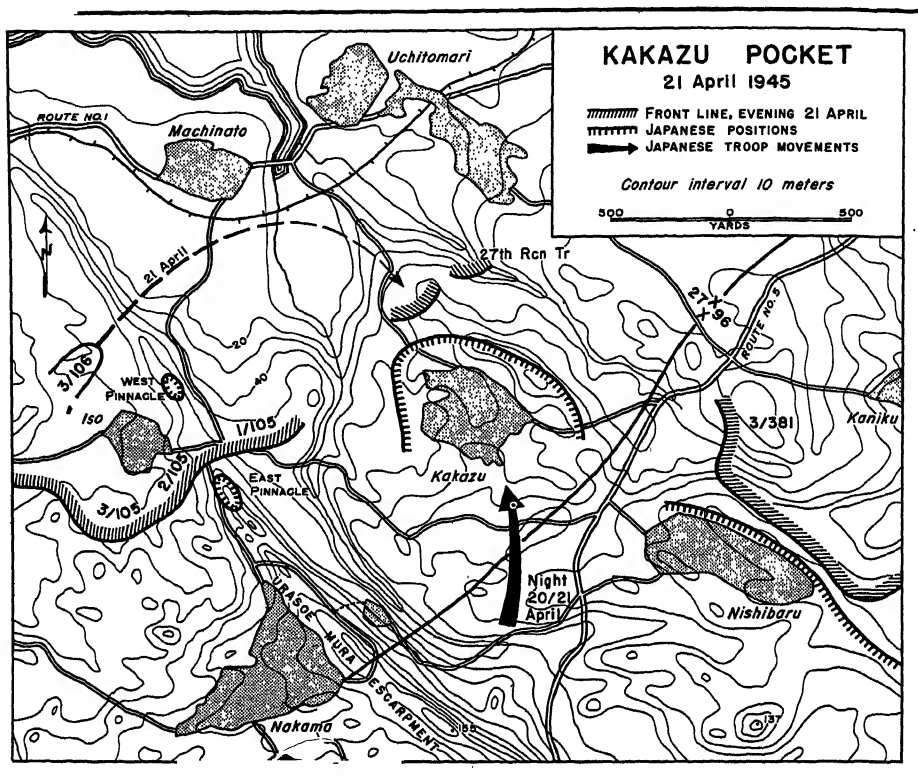 KAKAZU POCKET
21 April 1945
FRONT LINE, EVENING 21 APRIL
JAPANESE POSITIONS
JAPANESE TROOP MOVEMENTS
Contour interval 10 meters
500 0 500
YARDS
Uchitomari
ROUTE NO. 1
Machinato
21 April
27th Rcn Tr
27 X X 96
ROUTE NO. 5
20
40
3/106
WEST
PINNACLE
Iso
1/105
3/381
Kaniku
2/105
3/105
EAST
PINNACLE
Kakazu
Night
20/21
April
Nishibaru
URASOE MURA ESCARPMENT
Nakama
155
137